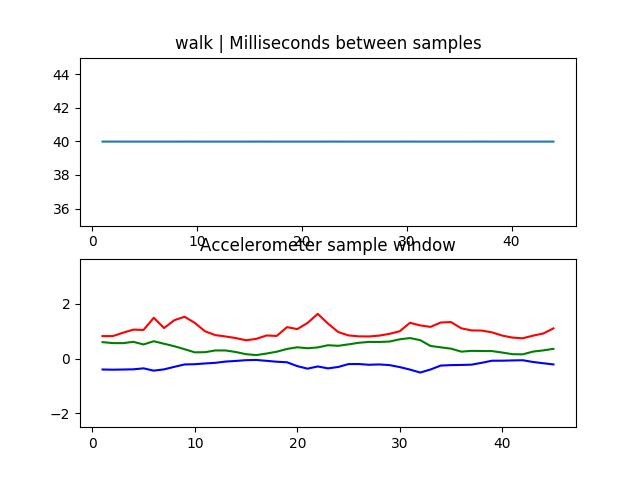 walk | Milliseconds between samples
44
42
40
38
36
0 10 20 30 40
Accelerometer sample window
2
0
−2
0 10 20 30 40